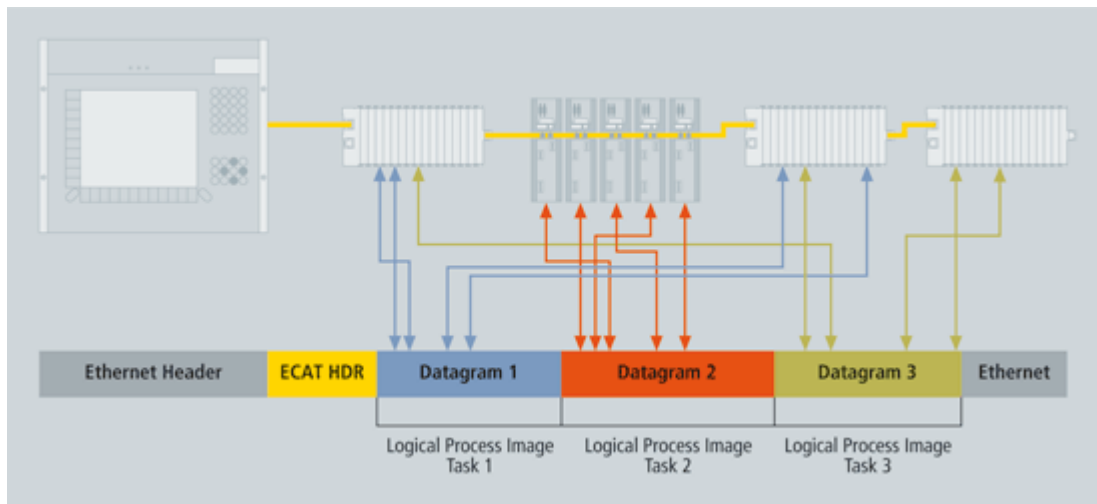 Ethernet Header
ECAT HDR
Datagram 1
Datagram 2
Datagram 3
Ethernet
Logical Process Image
Task 1
Logical Process Image
Task 2
Logical Process Image
Task 3